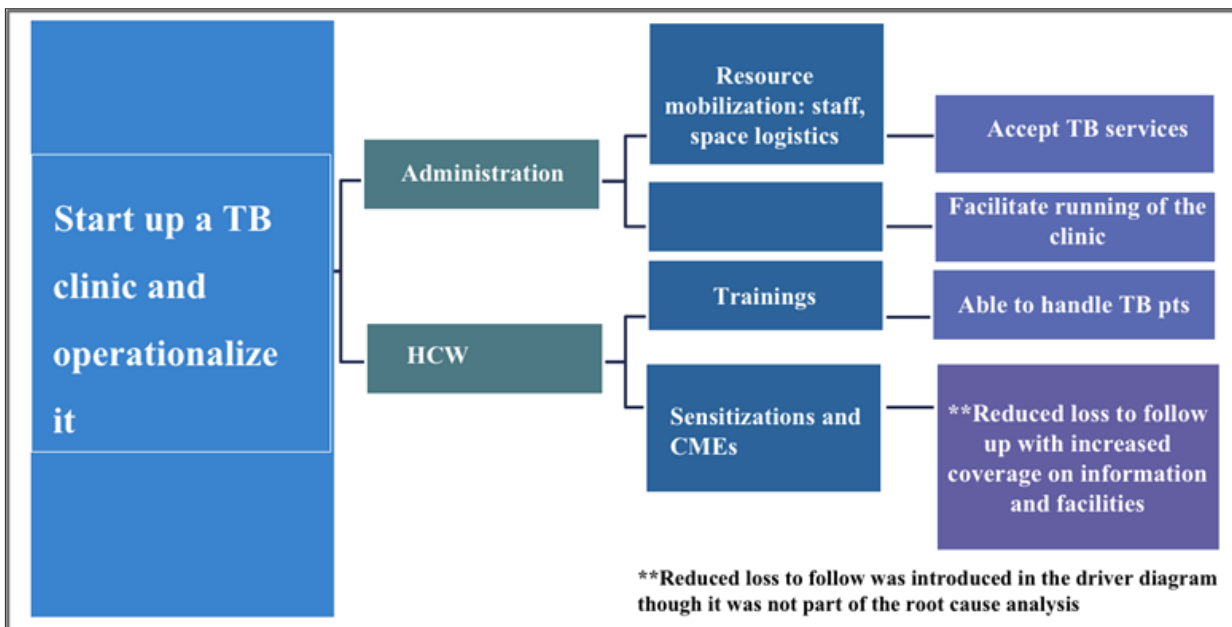 Start up a TB
clinic and
operationalize
it
Administration
HCW
Resource
mobilization: staff,
space logistics
Trainings
Sensitizations and
CMEs
Accept TB services
Facilitate running of the
clinic
Able to handle TB pts
**Reduced loss to follow
up with increased
coverage on information
and facilities
**Reduced loss to follow was introduced in the driver diagram
though it was not part of the root cause analysis